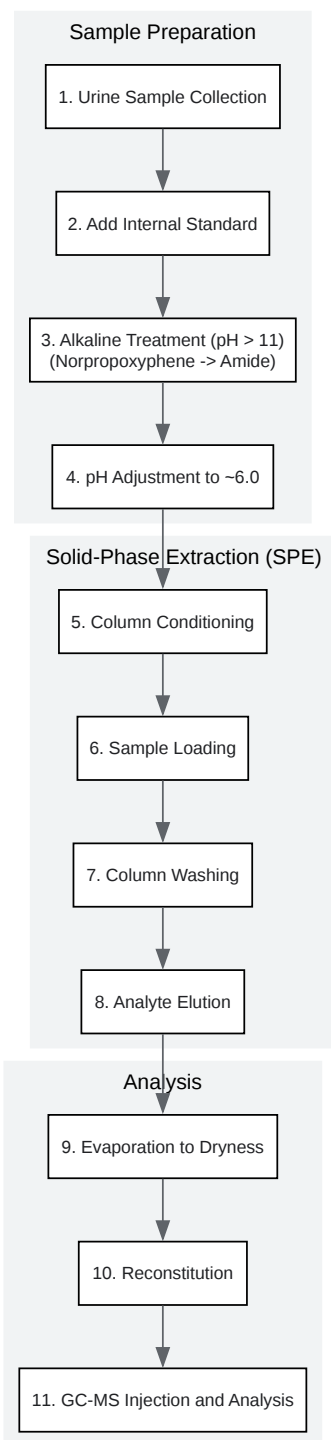 Sample Preparation
1. Urine Sample Collection
2. Add Internal Standard
3. Alkaline Treatment (pH > 11)
(Norpropoxyphene -> Amide)
4. pH Adjustment to ~6.0
Solid-Phase Extraction (SPE)
5. Column Conditioning
6. Sample Loading
7. Column Washing
8. Analyte Elution
Analysis
9. Evaporation to Dryness
10. Reconstitution
11. GC-MS Injection and Analysis